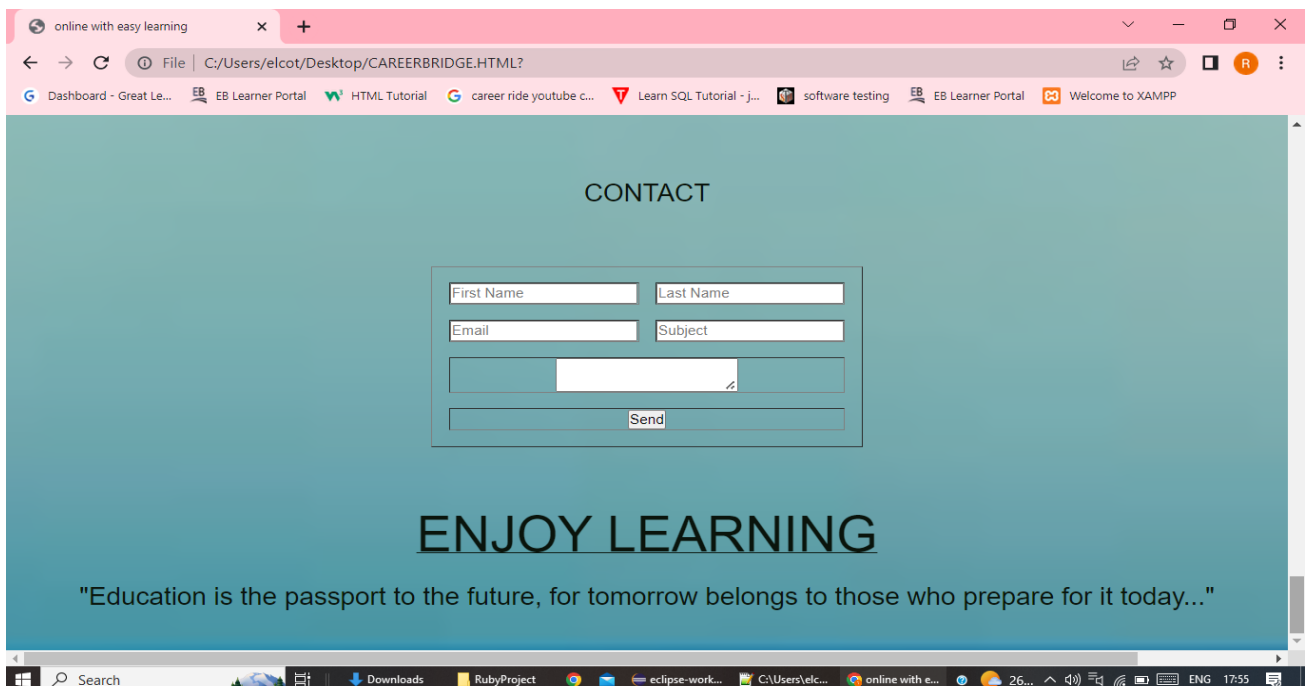 online with easy learning
File C:/Users/elcot/Desktop/CAREERBRIDGE.HTML?
R
Dashboard - Great Le... EB Learner Portal HTML Tutorial career ride youtube c... Learn SQL Tutorial - j... software testing EB Learner Portal Welcome to XAMPP
CONTACT
First Name Last Name
Email Subject
Send
ENJOY LEARNING
"Education is the passport to the future, for tomorrow belongs to those who prepare for it today..."
Search Downloads RubyProject eclipse-work... C:\Users\elc... online with e... 26... ENG 17:55